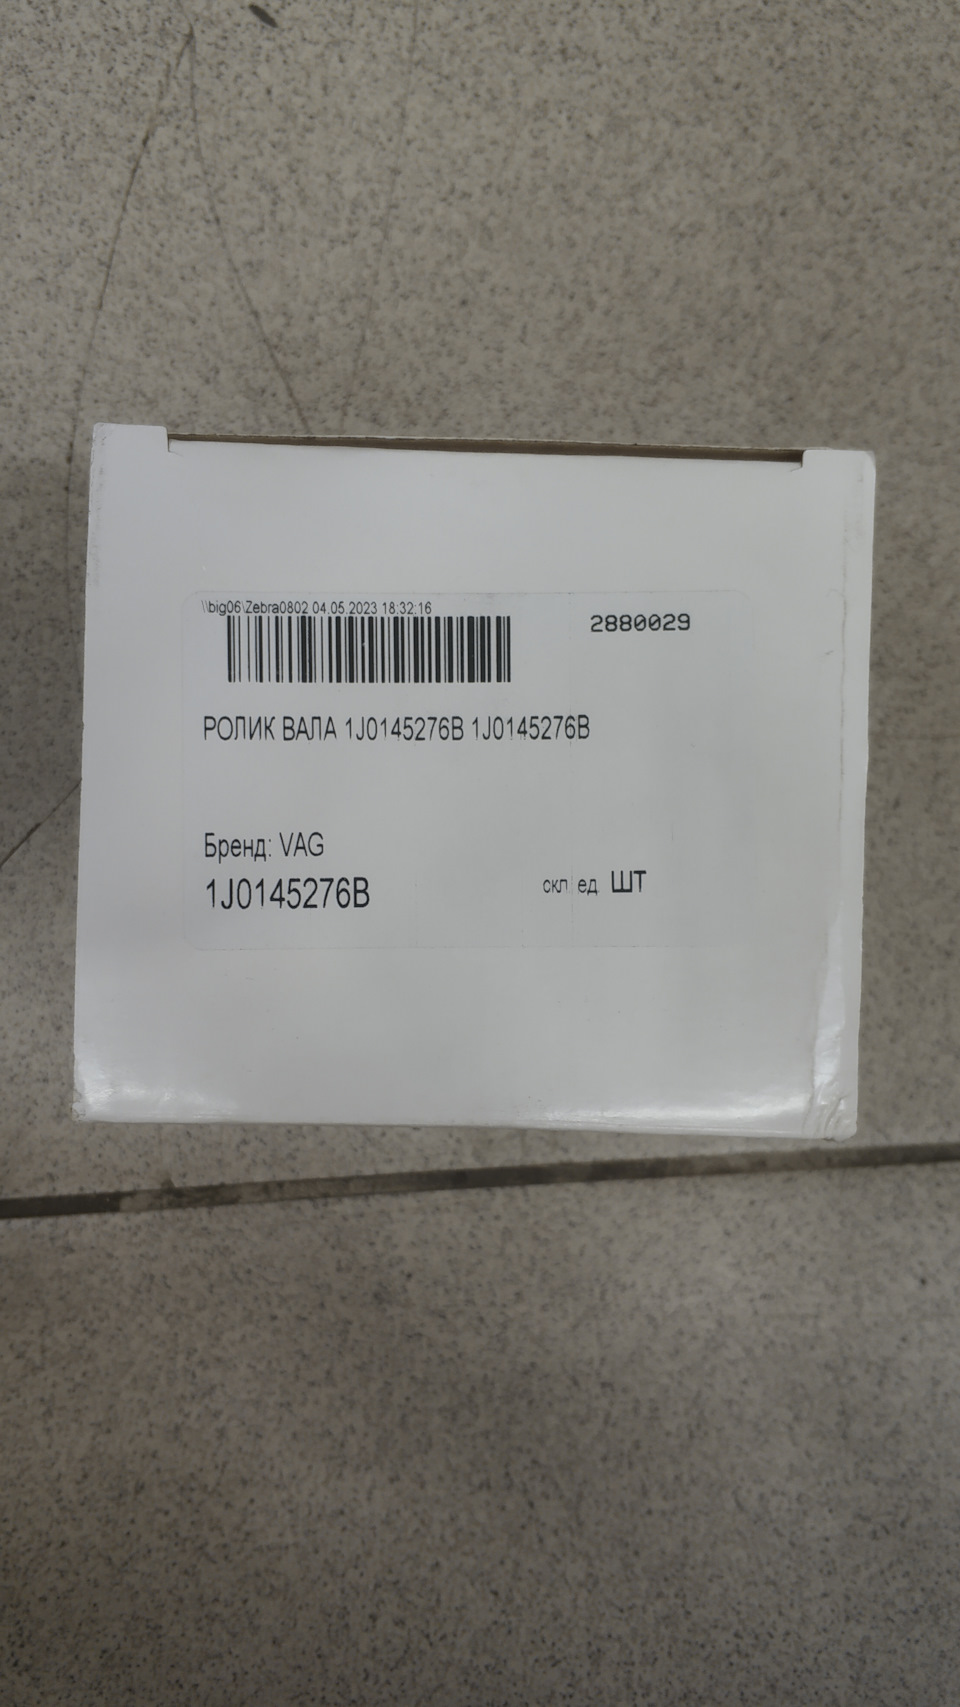 \\big06\Zebra0802 04.05.2023 18:32:16
2880029
РОЛИК ВАЛА 1J0145276B 1J0145276B
Бренд: VAG
1J0145276B
скл ед ШТ